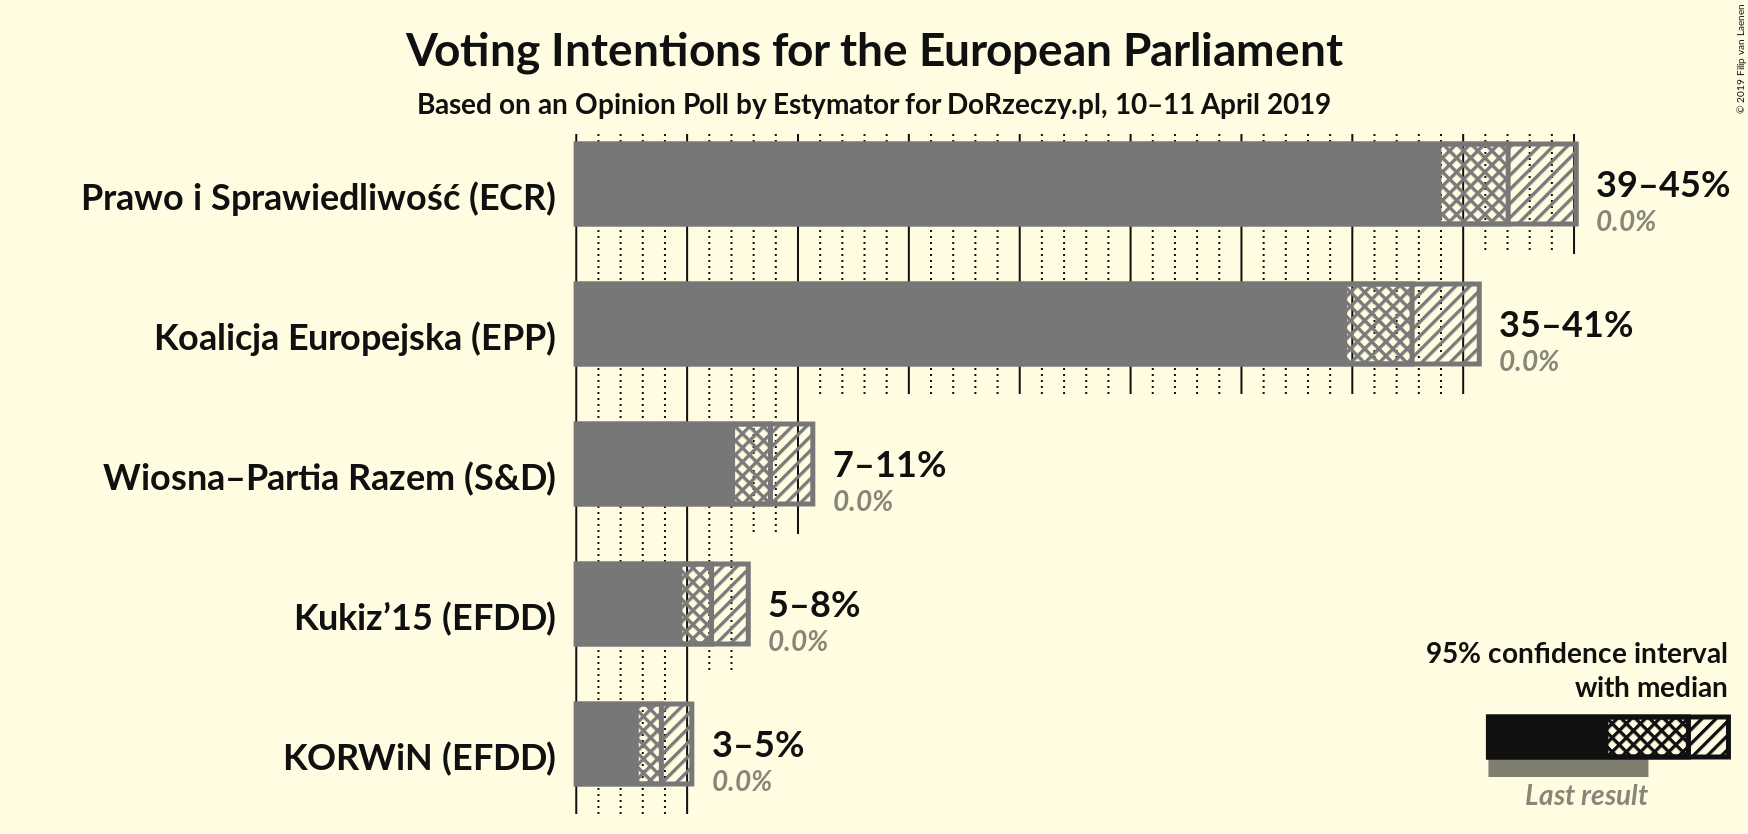 Voting Intentions for the European Parliament
Based on an Opinion Poll by Estymator for DoRzeczy.pl, 10–11 April 2019
© 2019 Filip van Laenen
Prawo i Sprawiedliwość (ECR)
39–45%
0.0%
Koalicja Europejska (EPP)
35–41%
0.0%
Wiosna–Partia Razem (S&D)
7–11%
0.0%
Kukiz’15 (EFDD)
5–8%
0.0%
KORWiN (EFDD)
3–5%
0.0%
95% confidence interval
with median
Last result